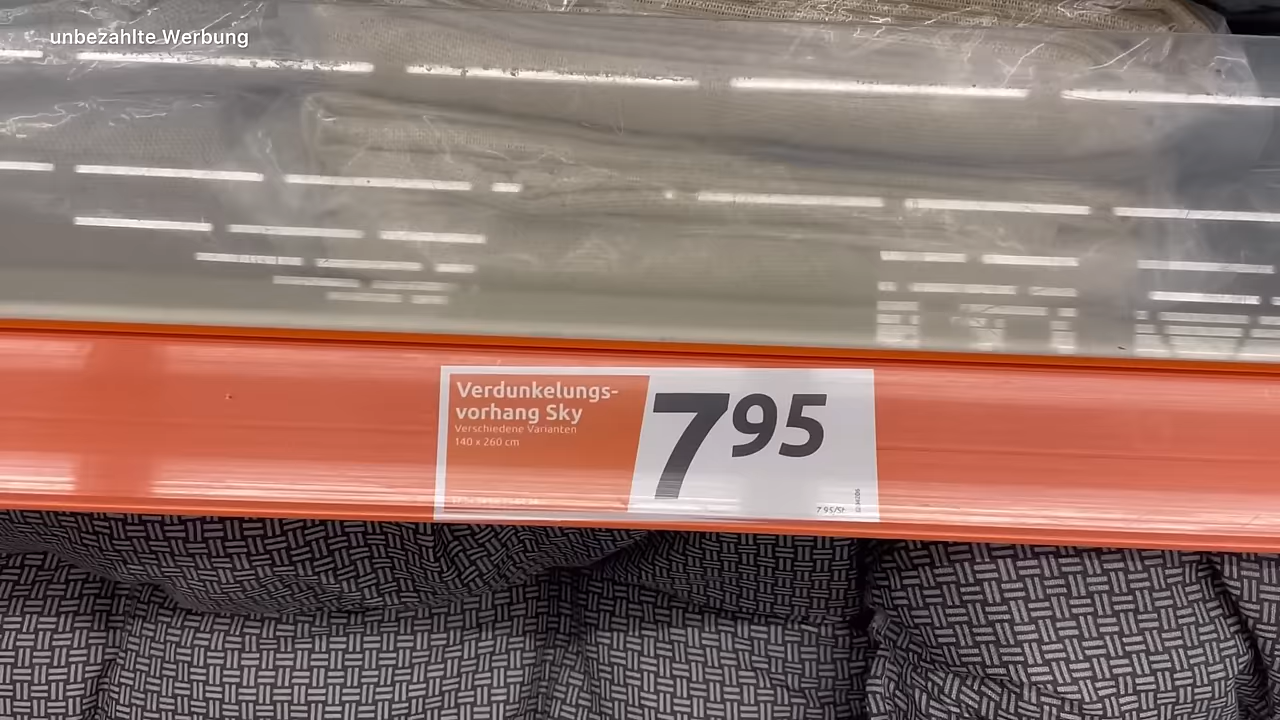 unbezahlte Werbung
Verdunkelungs-
vorhang Sky
Verschiedene Varianten
140 x 260 cm
7 95
7.95/St